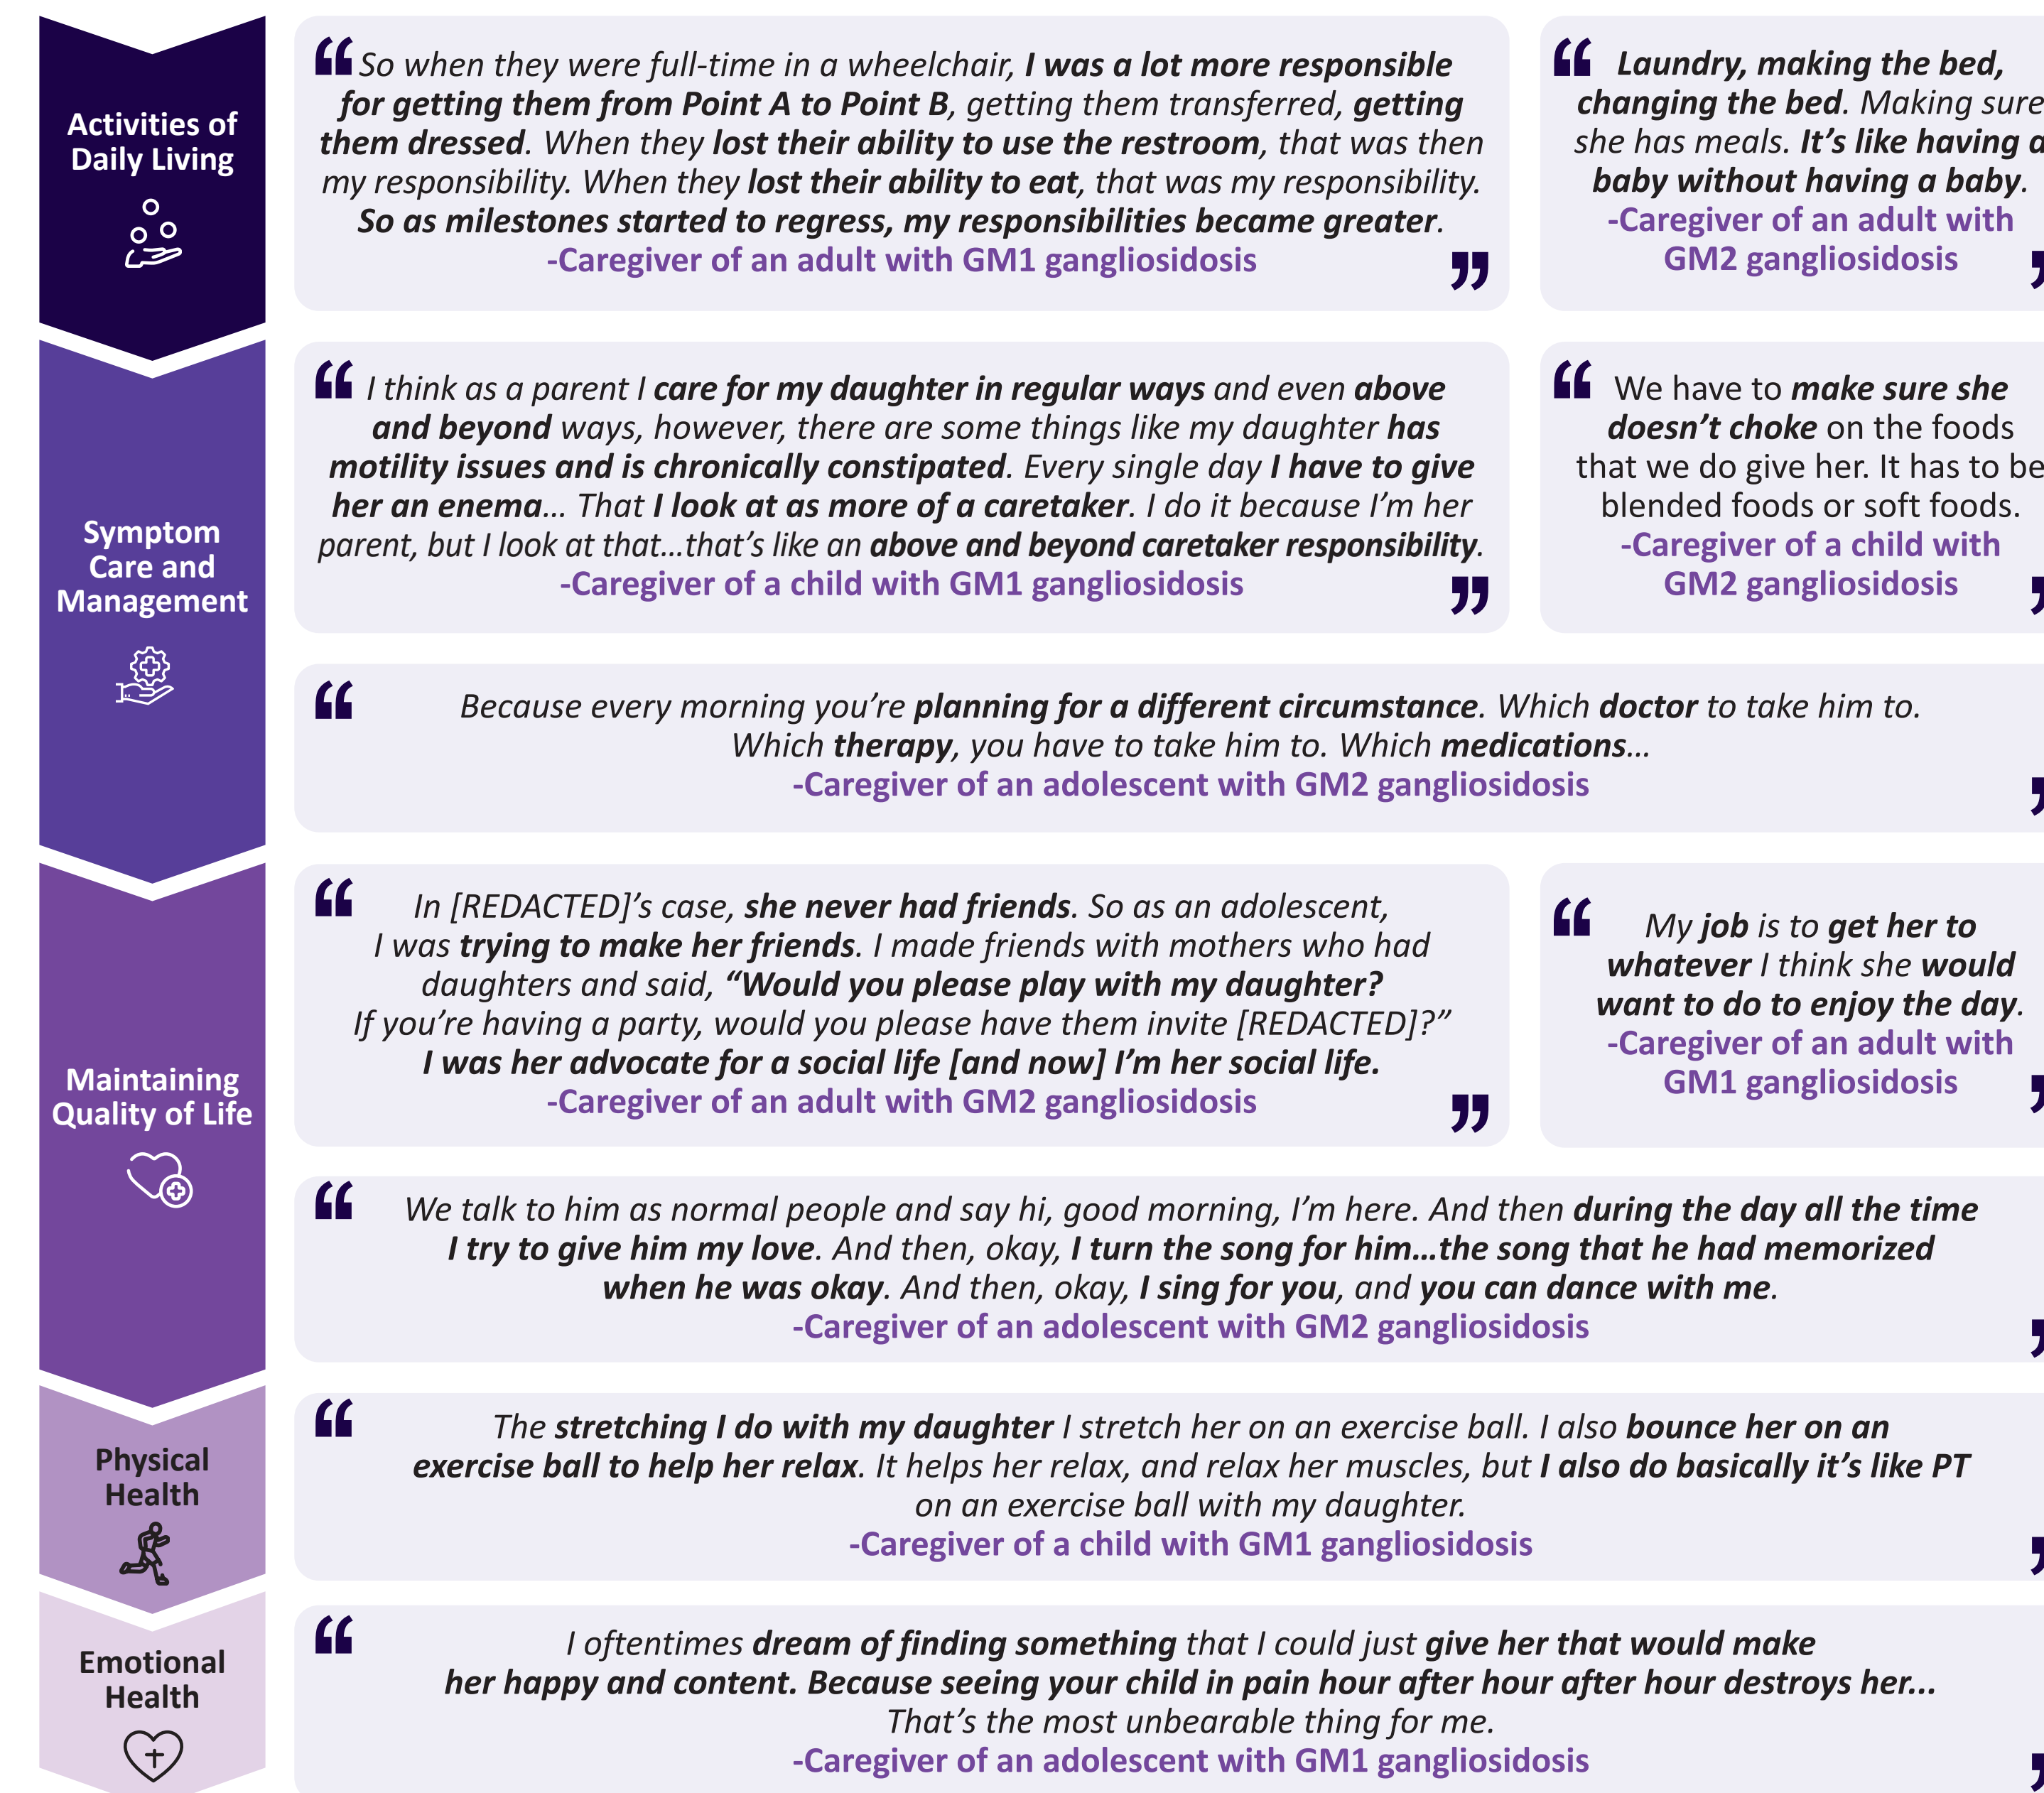 Activities of
Daily Living
“ So when they were full-time in a wheelchair, I was a lot more responsible
for getting them from Point A to Point B, getting them transferred, getting
them dressed. When they lost their ability to use the restroom, that was then
my responsibility. When they lost their ability to eat, that was my responsibility.
So as milestones started to regress, my responsibilities became greater.
-Caregiver of an adult with GM1 gangliosidosis ”
“ Laundry, making the bed,
changing the bed. Making sure
she has meals. It’s like having a
baby without having a baby.
-Caregiver of an adult with
GM2 gangliosidosis ”
Symptom
Care and
Management
“ I think as a parent I care for my daughter in regular ways and even above
and beyond ways, however, there are some things like my daughter has
motility issues and is chronically constipated. Every single day I have to give
her an enema... That I look at as more of a caretaker. I do it because I’m her
parent, but I look at that...that’s like an above and beyond caretaker responsibility.
-Caregiver of a child with GM1 gangliosidosis ”
“ We have to make sure she
doesn’t choke on the foods
that we do give her. It has to be
blended foods or soft foods.
-Caregiver of a child with
GM2 gangliosidosis ”
“ Because every morning you’re planning for a different circumstance. Which doctor to take him to.
Which therapy, you have to take him to. Which medications...
-Caregiver of an adolescent with GM2 gangliosidosis ”
Maintaining
Quality of Life
“ In [REDACTED]’s case, she never had friends. So as an adolescent,
I was trying to make her friends. I made friends with mothers who had
daughters and said, “Would you please play with my daughter?
If you’re having a party, would you please have them invite [REDACTED]?”
I was her advocate for a social life [and now] I’m her social life.
-Caregiver of an adult with GM2 gangliosidosis ”
“ My job is to get her to
whatever I think she would
want to do to enjoy the day.
-Caregiver of an adult with
GM1 gangliosidosis ”
“ We talk to him as normal people and say hi, good morning, I’m here. And then during the day all the time
I try to give him my love. And then, okay, I turn the song for him...the song that he had memorized
when he was okay. And then, okay, I sing for you, and you can dance with me.
-Caregiver of an adolescent with GM2 gangliosidosis ”
Physical
Health
“ The stretching I do with my daughter I stretch her on an exercise ball. I also bounce her on an
exercise ball to help her relax. It helps her relax, and relax her muscles, but I also do basically it’s like PT
on an exercise ball with my daughter.
-Caregiver of a child with GM1 gangliosidosis ”
Emotional
Health
“ I oftentimes dream of finding something that I could just give her that would make
her happy and content. Because seeing your child in pain hour after hour after hour destroys her...
That’s the most unbearable thing for me.
-Caregiver of an adolescent with GM1 gangliosidosis ”